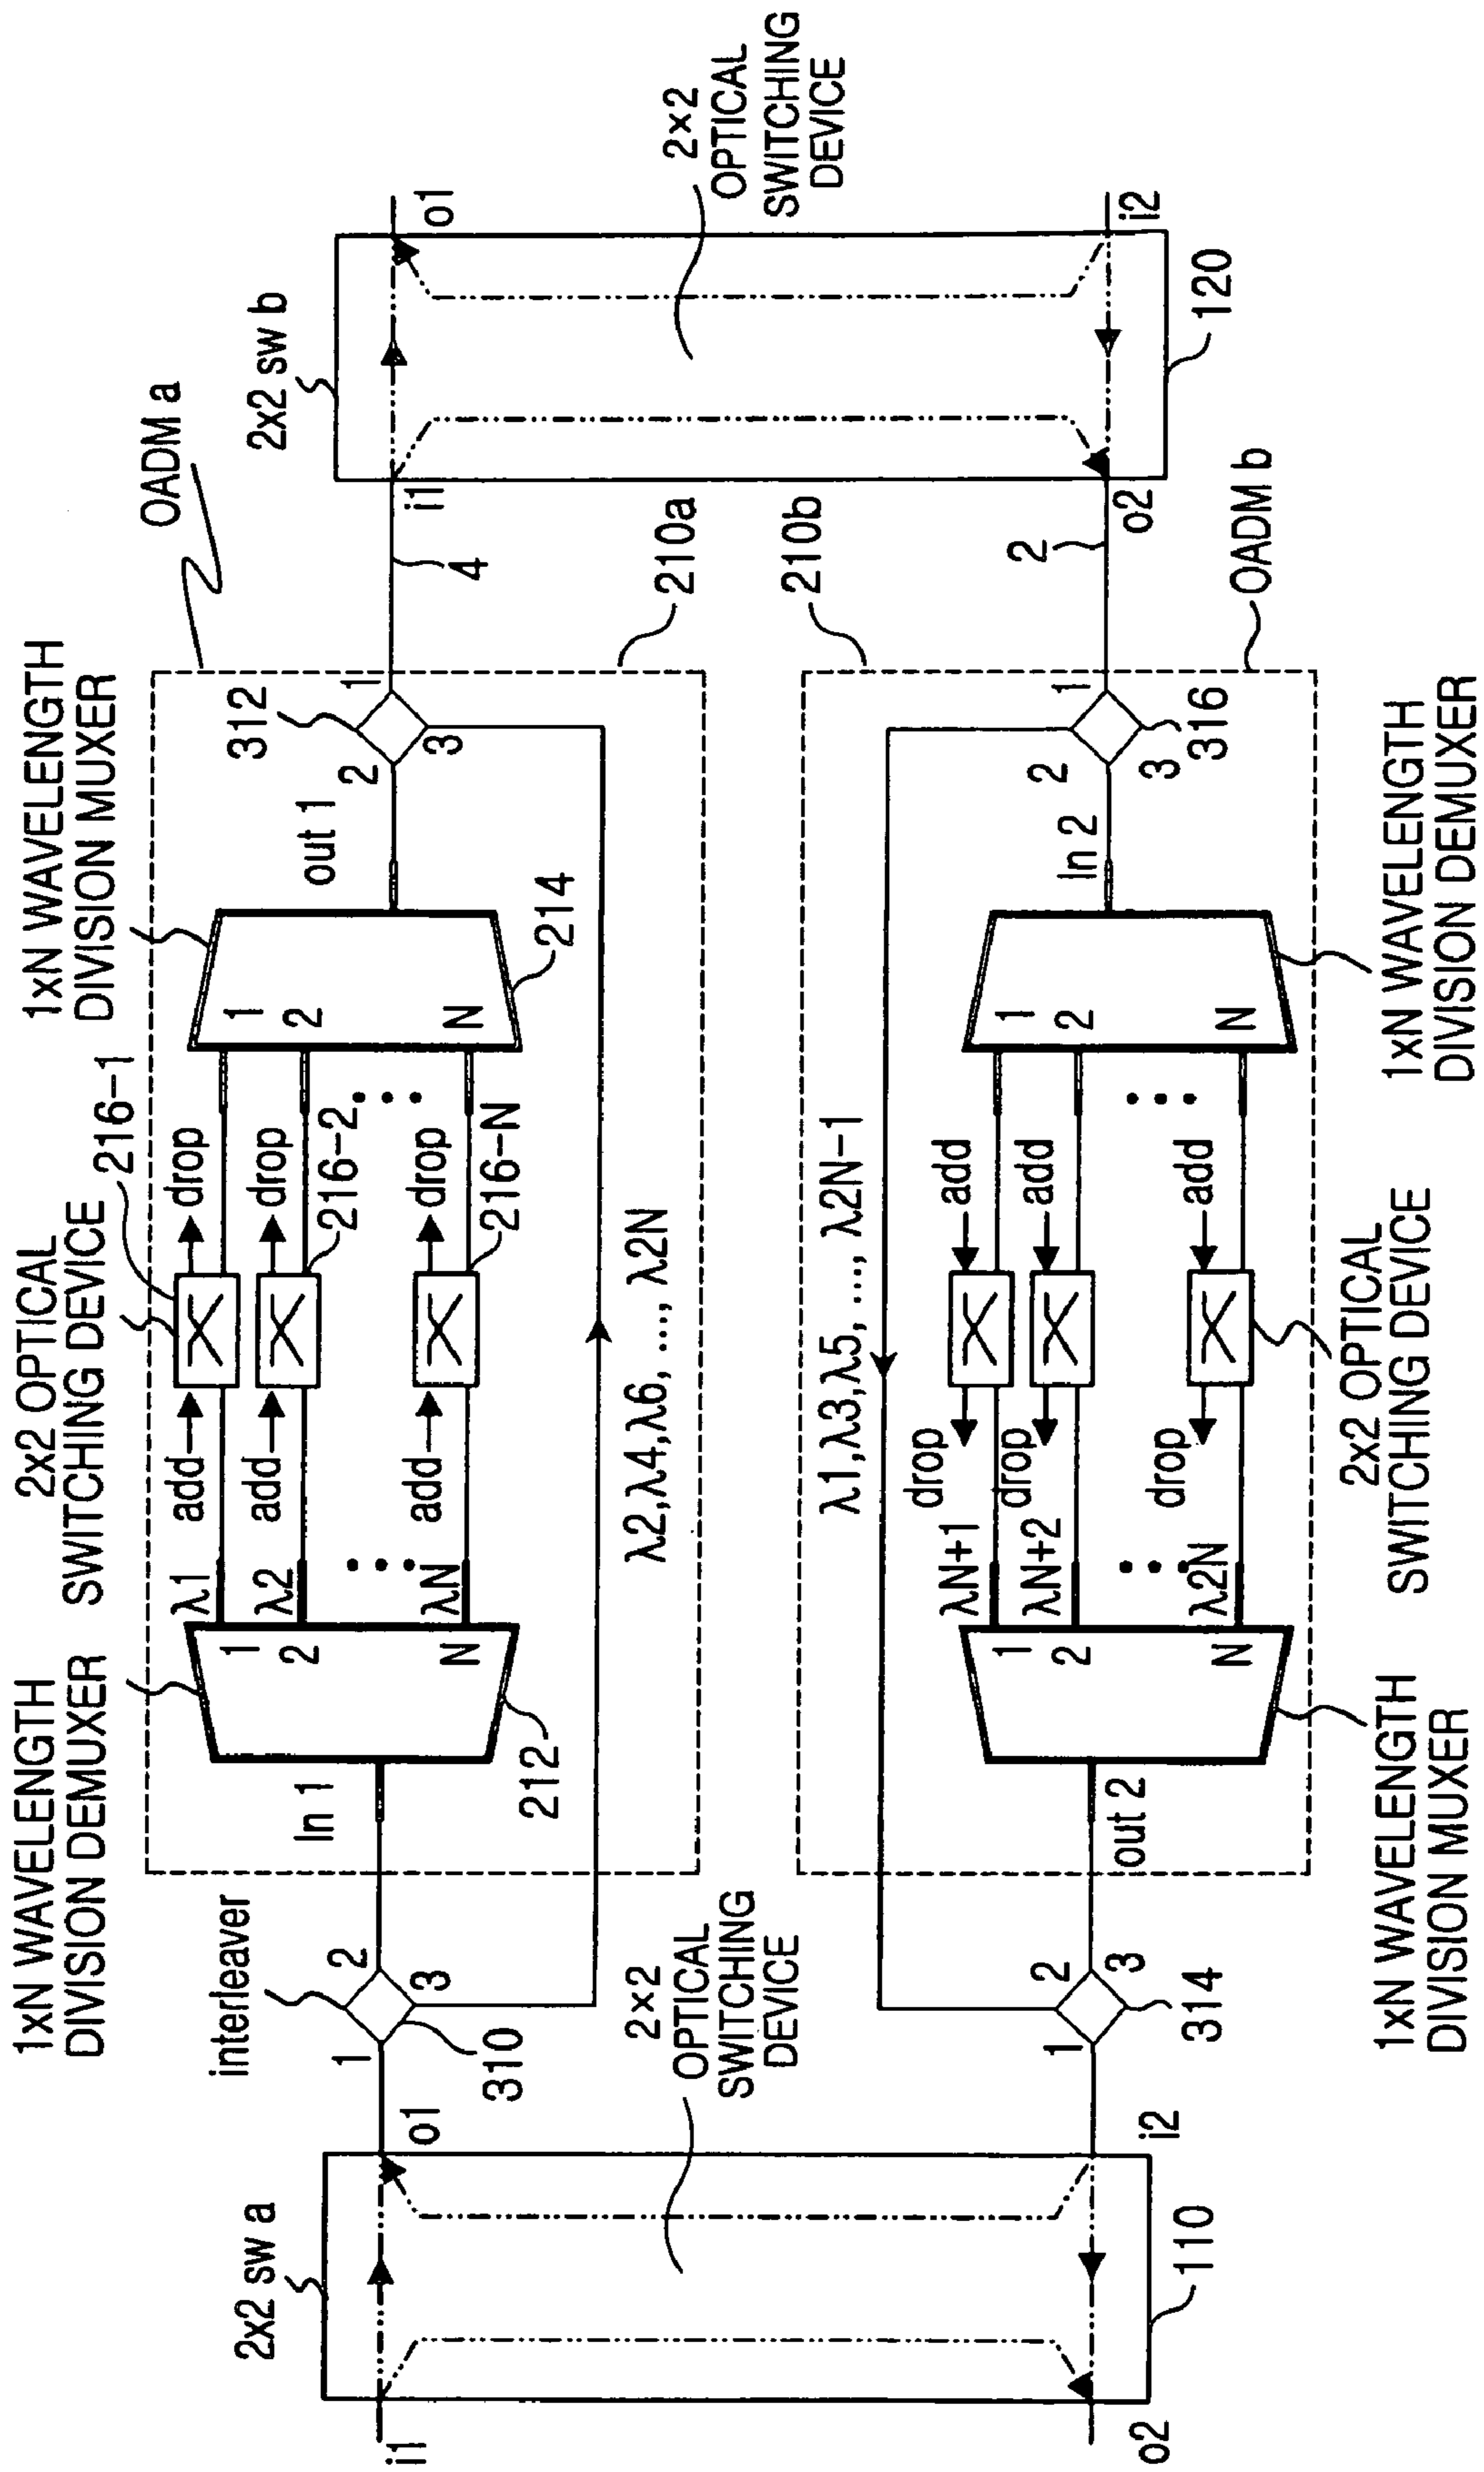 1xN WAVELENGTH
DIVISION DEMUXER
2x2 OPTICAL
SWITCHING DEVICE
216-1
1xN WAVELENGTH
DIVISION MUXER
OADM a
2x2 sw a
i1
o1
interleaver
1
2
3
310
In 1
212
1
2
N
λ1
λ2
λN
add
add
add
drop
drop
drop
216-2
216-N
1
2
N
214
out 1
312
2
1
3
λ2,λ4,λ6, ..., λ2N
210a
4
2x2 sw b
i1
o1
2×2
OPTICAL
SWITCHING
DEVICE
2×2
OPTICAL
SWITCHING
DEVICE
210b
λ1,λ3,λ5, ..., λ2N-1
110
o2
i2
1
2
3
314
out 2
1
2
N
λN+1
λN+2
λ2N
drop
drop
drop
add
add
add
1
2
N
In 2
2
1
3
316
2
o2
i2
120
OADM b
1xN WAVELENGTH
DIVISION MUXER
2x2 OPTICAL
SWITCHING DEVICE
1xN WAVELENGTH
DIVISION DEMUXER